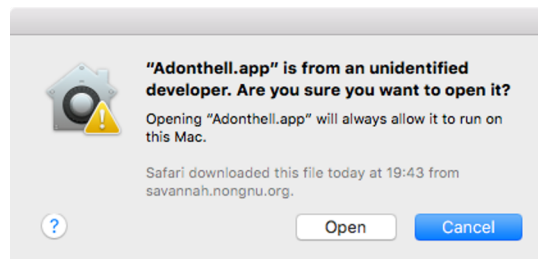 “Adonthell.app” is from an unidentified
developer. Are you sure you want to open it?
Opening “Adonthell.app” will always allow it to run on
this Mac.
Safari downloaded this file today at 19:43 from
savannah.nongnu.org.
?
Open
Cancel